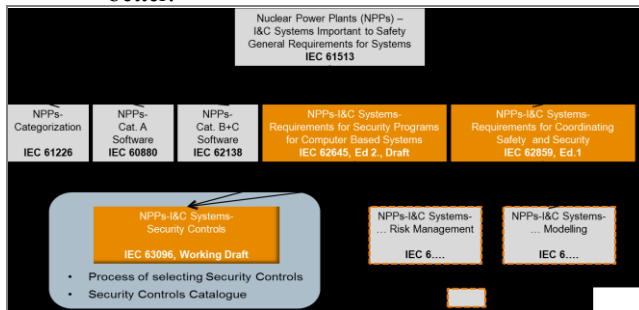 Nuclear Power Plants (NPPs) –
I&C Systems Important to Safety
General Requirements for Systems
IEC 61513
NPPs-
Categorization
IEC 61226
NPPs-
Cat. A
Software
IEC 60880
NPPs-
Cat. B+C
Software
IEC 62138
NPPs-I&C Systems-
Requirements for Security Programs
for Computer Based Systems
IEC 62645, Ed 2., Draft
NPPs-I&C Systems-
Requirements for Coordinating
Safety and Security
IEC 62859, Ed.1
NPPs-I&C Systems-
Security Controls
IEC 63096, Working Draft
• Process of selecting Security Controls
• Security Controls Catalogue
NPPs-I&C Systems-
... Risk Management
IEC 6....
NPPs-I&C Systems-
... Modelling
IEC 6....